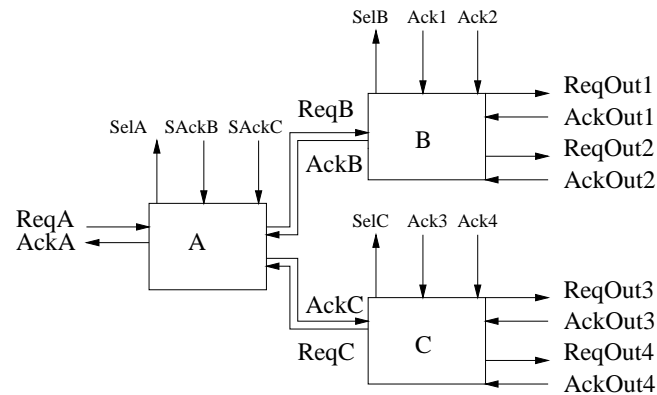 SelB Ack1 Ack2
ReqOut1
ReqB
AckOut1
B
SelA SAckB SAckC
ReqOut2
AckB
AckOut2
ReqA
SelC Ack3 Ack4
AckA
A
ReqOut3
AckC
AckOut3
ReqC
C
ReqOut4
AckOut4